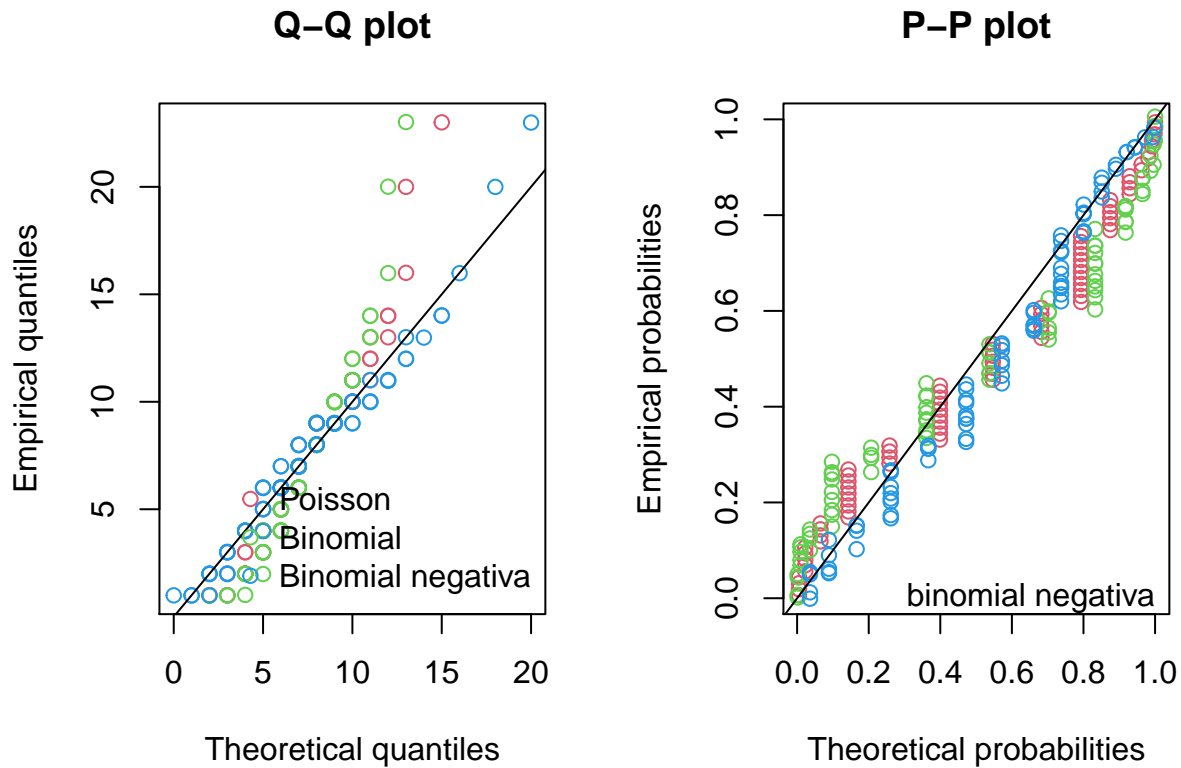 Q−Q plot
Empirical quantiles
20
15
10
5
Poisson
Binomial
Binomial negativa
0 5 10 15 20
Theoretical quantiles
P−P plot
Empirical probabilities
1.0
0.8
0.6
0.4
0.2
0.0
binomial negativa
0.0 0.2 0.4 0.6 0.8 1.0
Theoretical probabilities